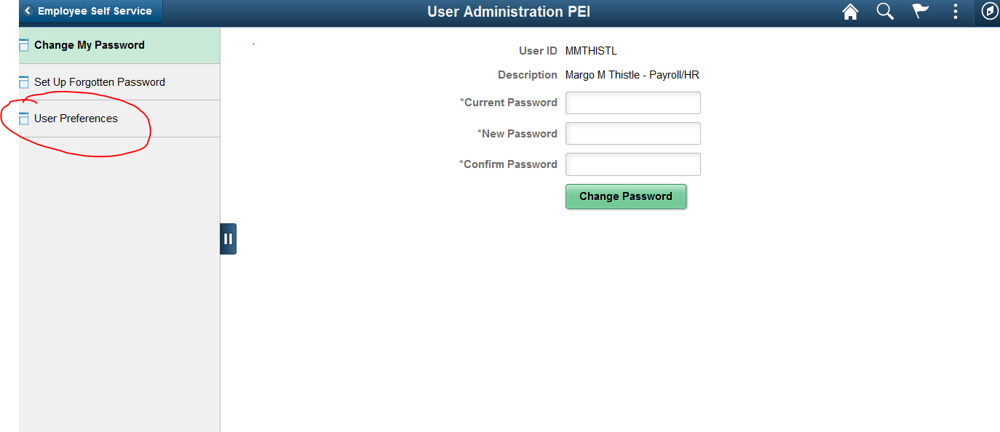 Employee Self Service
User Administration PEI
Change My Password
Set Up Forgotten Password
User Preferences
User ID MMTHISTL
Description Margo M Thistle - Payroll/HR
*Current Password
*New Password
*Confirm Password
Change Password